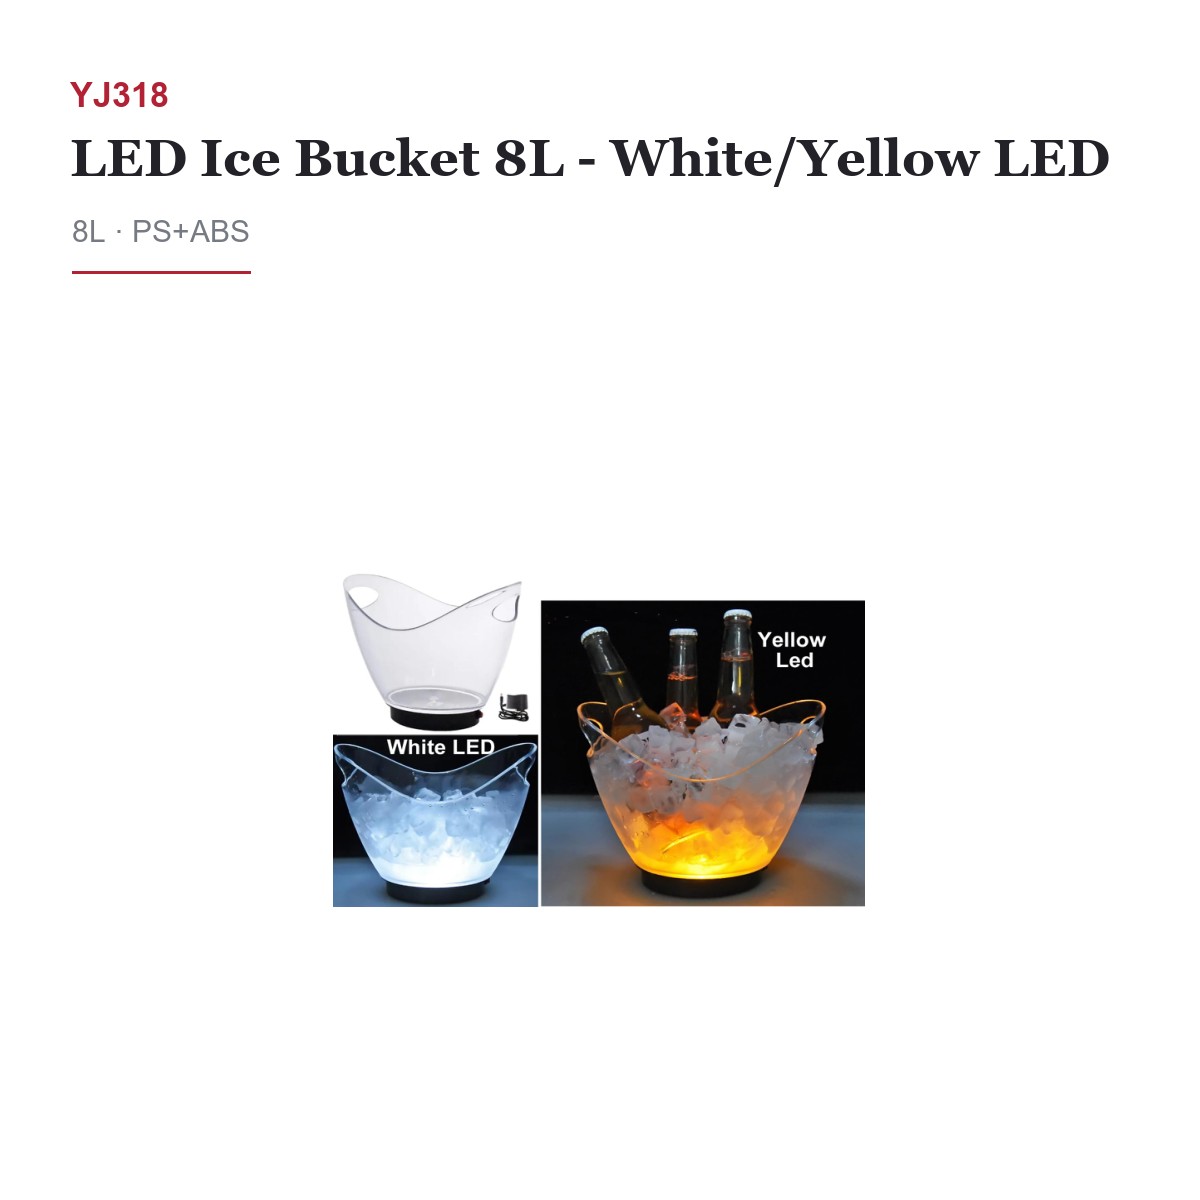 YJ318
LED Ice Bucket 8L - White/Yellow LED
8L · PS+ABS
Yellow
Led
White LED